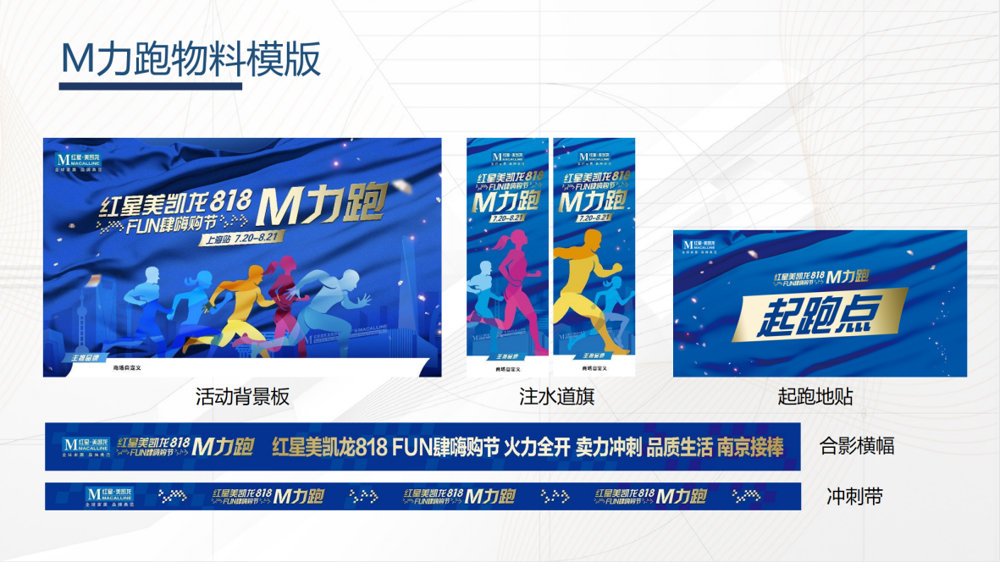 M力跑物料模版
M 红星·美凯龙
MACALLINE
全球家居 品牌典范
红星美凯龙818 M力跑
FUN肆嗨购节
上海站 7.20-8.21
MACALLINE
主推品牌
商场自定义
活动背景板
M 红星·美凯龙
MACALLINE
红星美凯龙818
FUN肆嗨购节
M力跑
7.20-8.21
主推品牌
商场自定义
M 红星·美凯龙
MACALLINE
红星美凯龙818
FUN肆嗨购节
M力跑
7.20-8.21
主推品牌
商场自定义
注水道旗
M 红星·美凯龙
MACALLINE
全球家居 品牌典范
红星美凯龙818 M力跑
FUN肆嗨购节
起跑点
起跑地贴
M 红星·美凯龙
MACALLINE
全球家居 品牌典范
红星美凯龙818 M力跑
FUN肆嗨购节
红星美凯龙818 FUN肆嗨购节 火力全开 卖力冲刺 品质生活 南京接棒
合影横幅
M 红星·美凯龙
MACALLINE
全球家居 品牌典范
红星美凯龙818 M力跑
FUN肆嗨购节
红星美凯龙818 M力跑
FUN肆嗨购节
红星美凯龙818 M力跑
FUN肆嗨购节
冲刺带